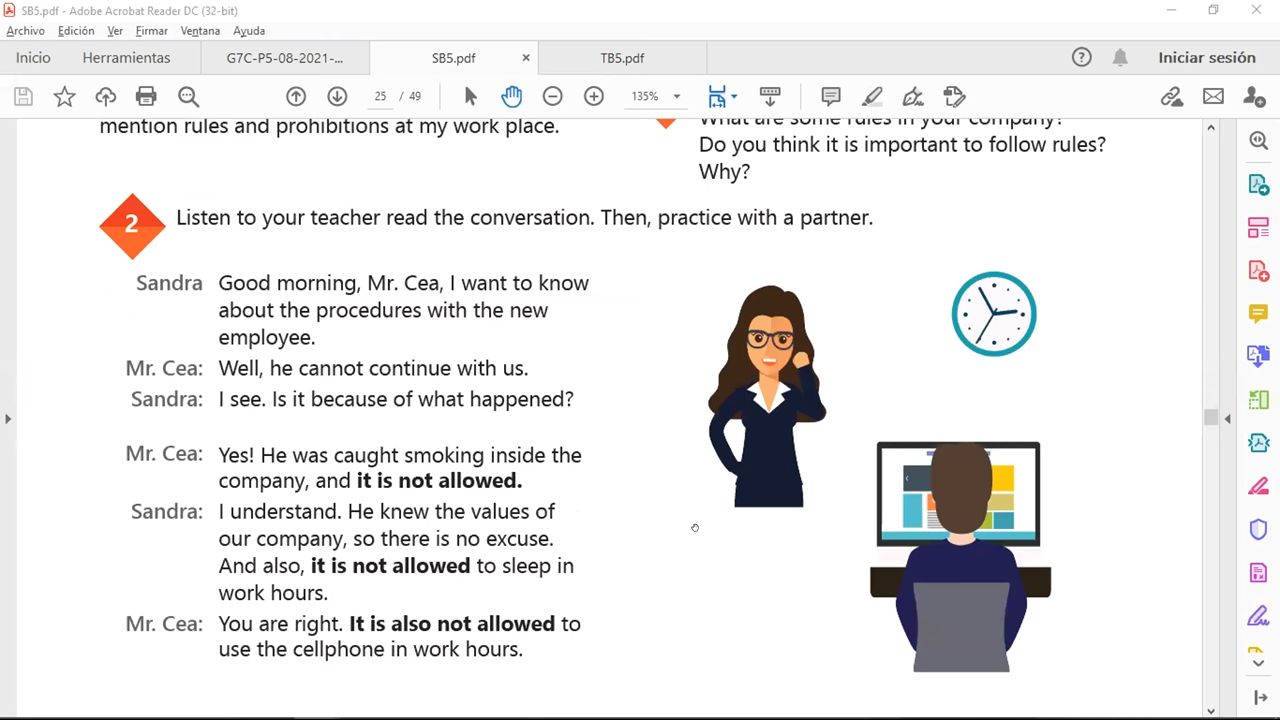 SB5.pdf - Adobe Acrobat Reader DC (32-bit)
Archivo Edición Ver Firmar Ventana Ayuda
Inicio Herramientas G7C-P5-08-2021-... SB5.pdf × TB5.pdf Iniciar sesión
25 / 49 135%
mention rules and prohibitions at my work place.
What are some rules in your company?
Do you think it is important to follow rules?
Why?
2 Listen to your teacher read the conversation. Then, practice with a partner.
Sandra Good morning, Mr. Cea, I want to know
about the procedures with the new
employee.
Mr. Cea: Well, he cannot continue with us.
Sandra: I see. Is it because of what happened?
Mr. Cea: Yes! He was caught smoking inside the
company, and it is not allowed.
Sandra: I understand. He knew the values of
our company, so there is no excuse.
And also, it is not allowed to sleep in
work hours.
Mr. Cea: You are right. It is also not allowed to
use the cellphone in work hours.